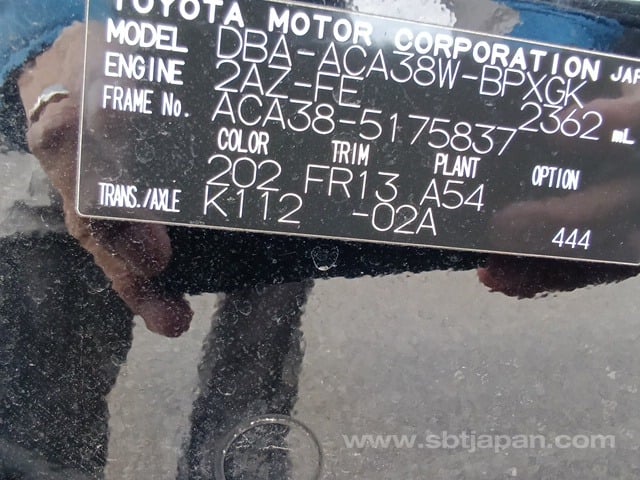 TOYOTA MOTOR CORPORATION JAP
MODEL DBA-ACA38W-BPXGK
ENGINE 2AZ-FE 2362 mL
FRAME No. ACA38-5175837
COLOR TRIM PLANT OPTION
202 FR13 A54
TRANS./AXLE K112 -02A
444
www.sbtjapan.com